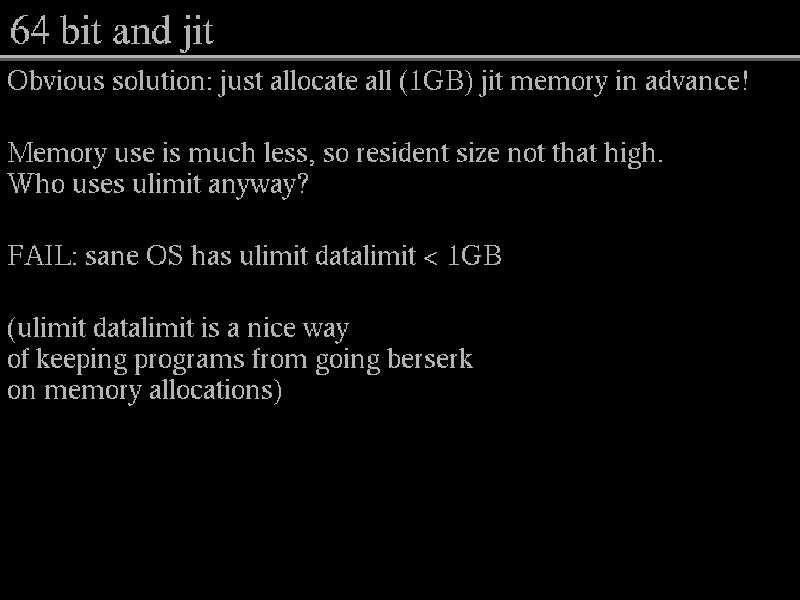 64 bit and jit
Obvious solution: just allocate all (1GB) jit memory in advance!
Memory use is much less, so resident size not that high.
Who uses ulimit anyway?
FAIL: sane OS has ulimit datalimit < 1GB
(ulimit datalimit is a nice way
of keeping programs from going berserk
on memory allocations)